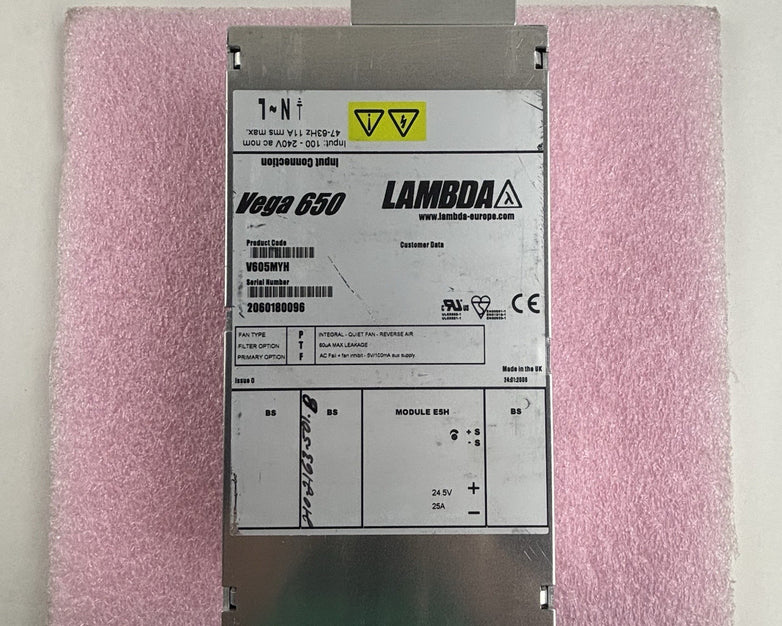 L ~ N
Input: 100 - 240V ac nom
47-63Hz 11A rms max.
Input Connection
Vega 650
LAMBDA
www.lambda-europe.com
Product Code
Customer Data
V605MYH
Serial Number
2060180096
FAN TYPE P INTEGRAL - QUIET FAN - REVERSE AIR
FILTER OPTION T 60uA MAX LEAKAGE
PRIMARY OPTION F AC Fail + fan inhibit - 5V/100mA aux supply
Made in the UK
BS
BS
MODULE E5H
BS
+ S
- S
24.5V +
25A −